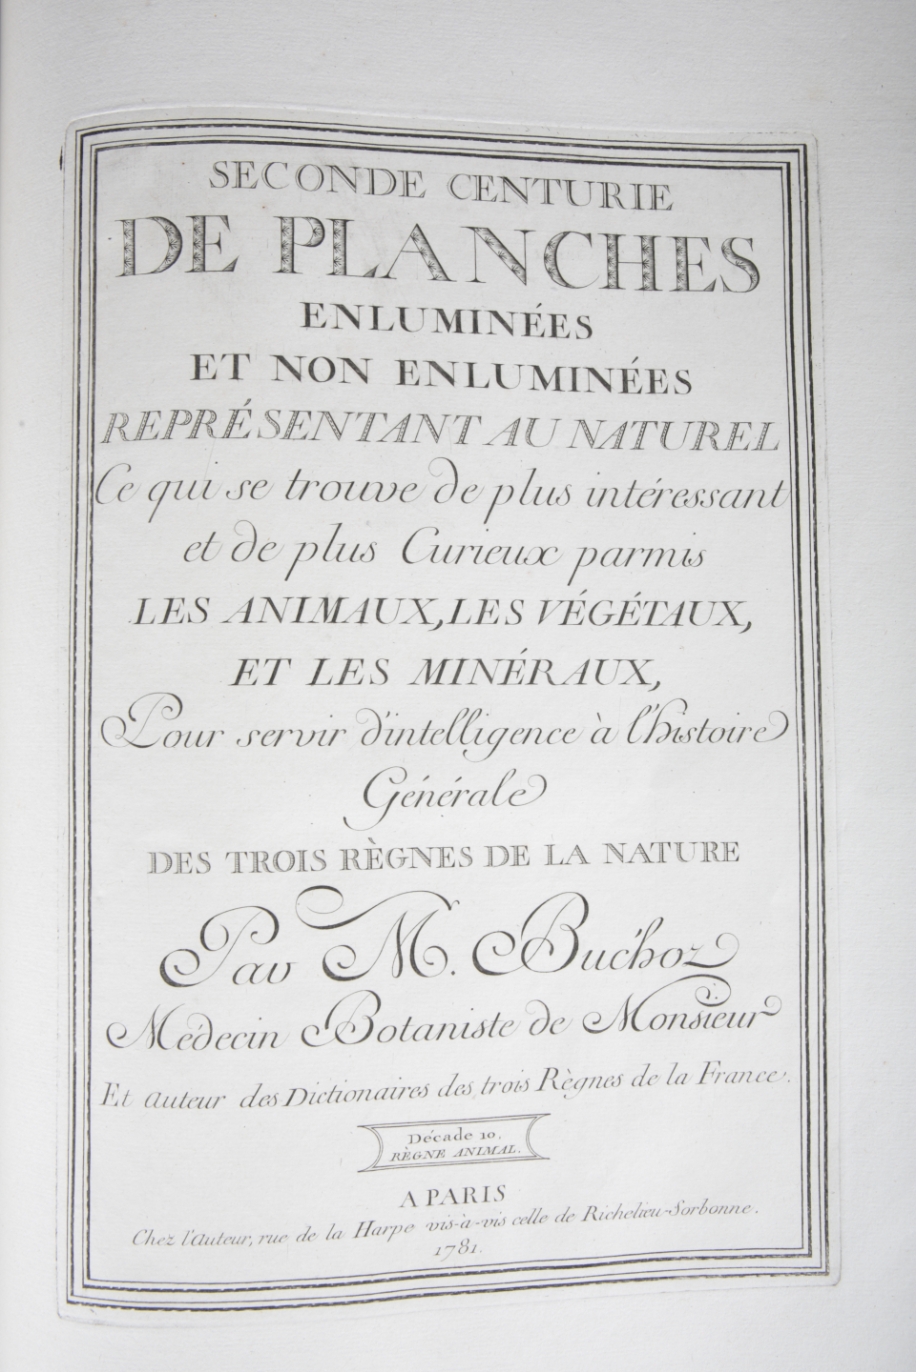 SECONDE CENTURIE
DE PLANCHES
ENLUMINÉES
ET NON ENLUMINÉES
REPRÉSENTANT AU NATUREL
Ce qui se trouve de plus intéressant
et de plus Curieux parmis
LES ANIMAUX, LES VÉGÉTAUX,
ET LES MINÉRAUX,
Pour servir d'intelligence à l'histoire
Générale
DES TROIS RÈGNES DE LA NATURE
Par M. Buc'hoz
Médecin Botaniste de Monsieur
Et auteur des Dictionaires des trois Règnes de la France.
Décade 10.
RÈGNE ANIMAL.
A PARIS
Chez l'Auteur, rue de la Harpe vis-à-vis celle de Richelieu-Sorbonne.
1781.